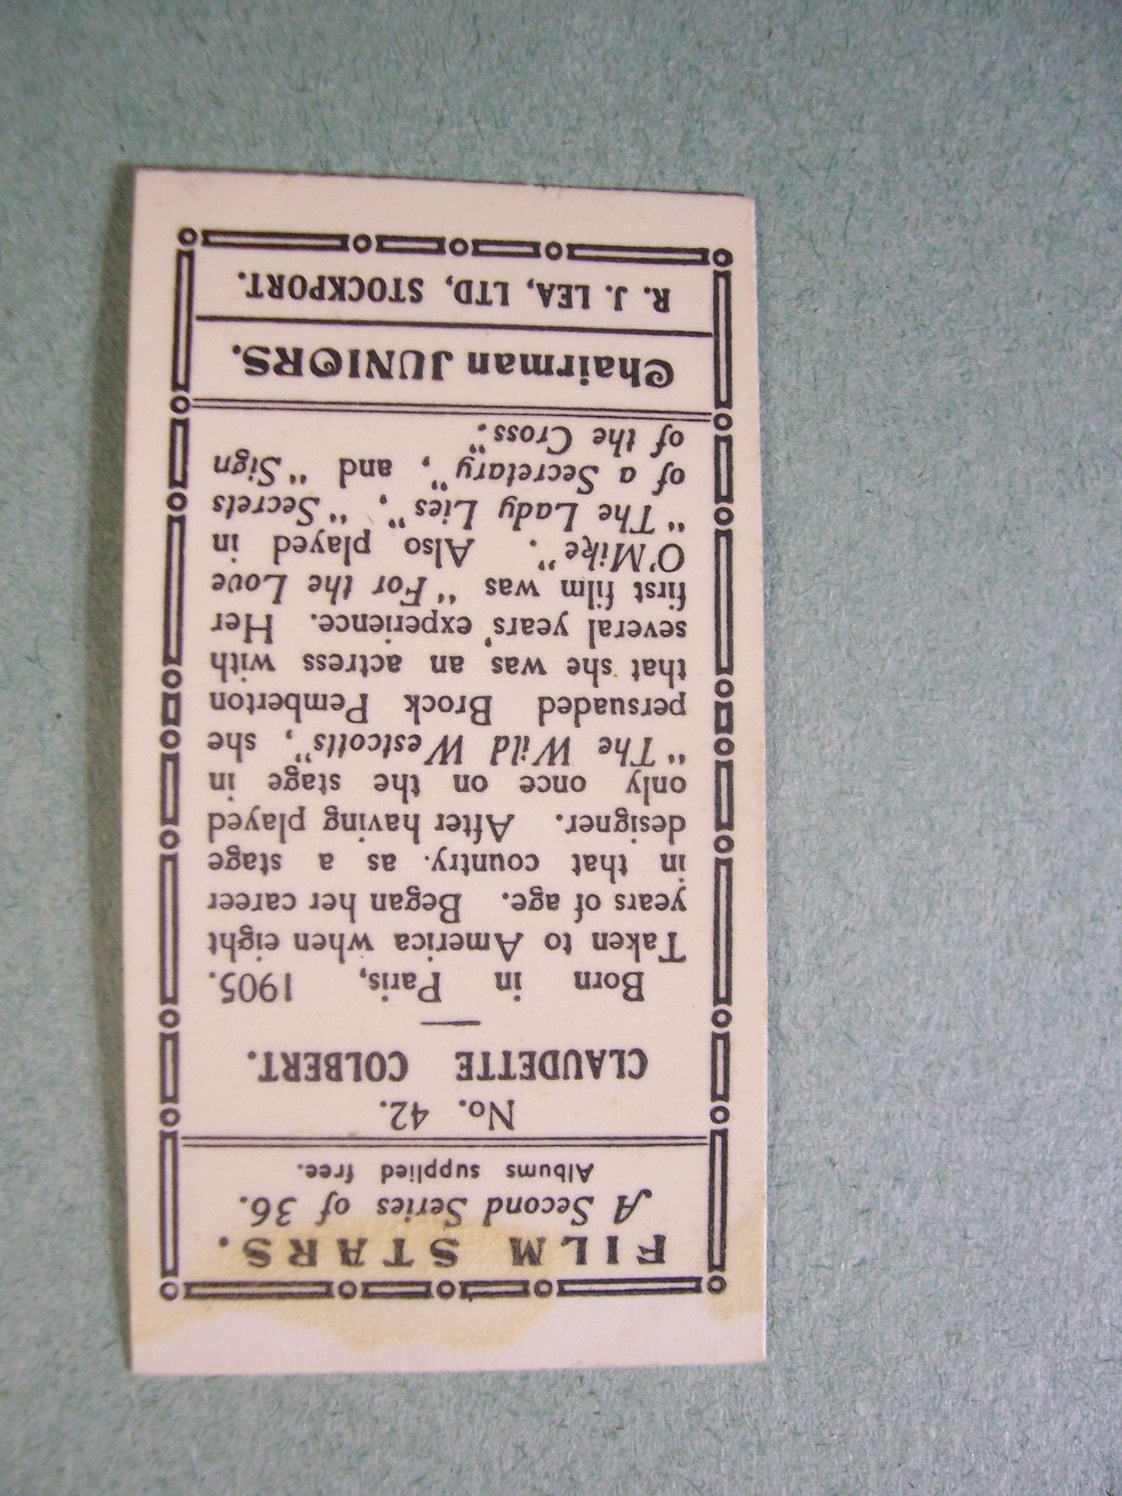 FILM STARS.
A Second Series of 36.
Albums supplied free.
No. 42.
CLAUDETTE COLBERT.
Born in Paris, 1905.
Taken to America when eight
years of age. Began her career
in that country as a stage
designer. After having played
only once on the stage in
"The Wild Westcotts", she
persuaded Brock Pemberton
that she was an actress with
several years' experience. Her
first film was "For the Love
O'Mike". Also played in
"The Lady Lies", "Secrets
of a Secretary", and "Sign
of the Cross."
Chairman JUNIORS.
R. J. LEA, LTD, STOCKPORT.